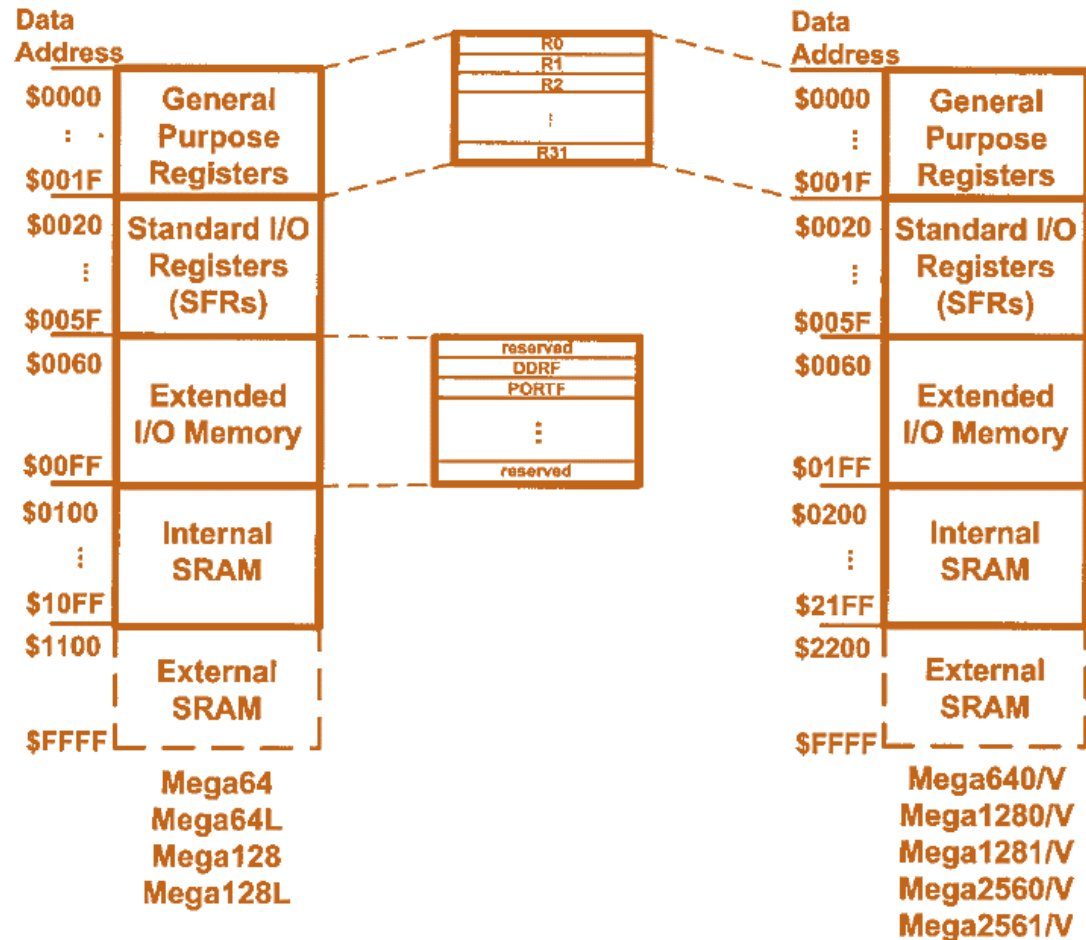 Data
Address
$0000
⋮
$001F
General
Purpose
Registers
$0020
⋮
$005F
Standard I/O
Registers
(SFRs)
$0060
$00FF
Extended
I/O Memory
$0100
⋮
$10FF
Internal
SRAM
$1100
$FFFF
External
SRAM
Mega64
Mega64L
Mega128
Mega128L
R0
R1
R2
⋮
R31
reserved
DDRF
PORTF
⋮
reserved
Data
Address
$0000
⋮
$001F
General
Purpose
Registers
$0020
⋮
$005F
Standard I/O
Registers
(SFRs)
$0060
$01FF
Extended
I/O Memory
$0200
⋮
$21FF
Internal
SRAM
$2200
$FFFF
External
SRAM
Mega640/V
Mega1280/V
Mega1281/V
Mega2560/V
Mega2561/V